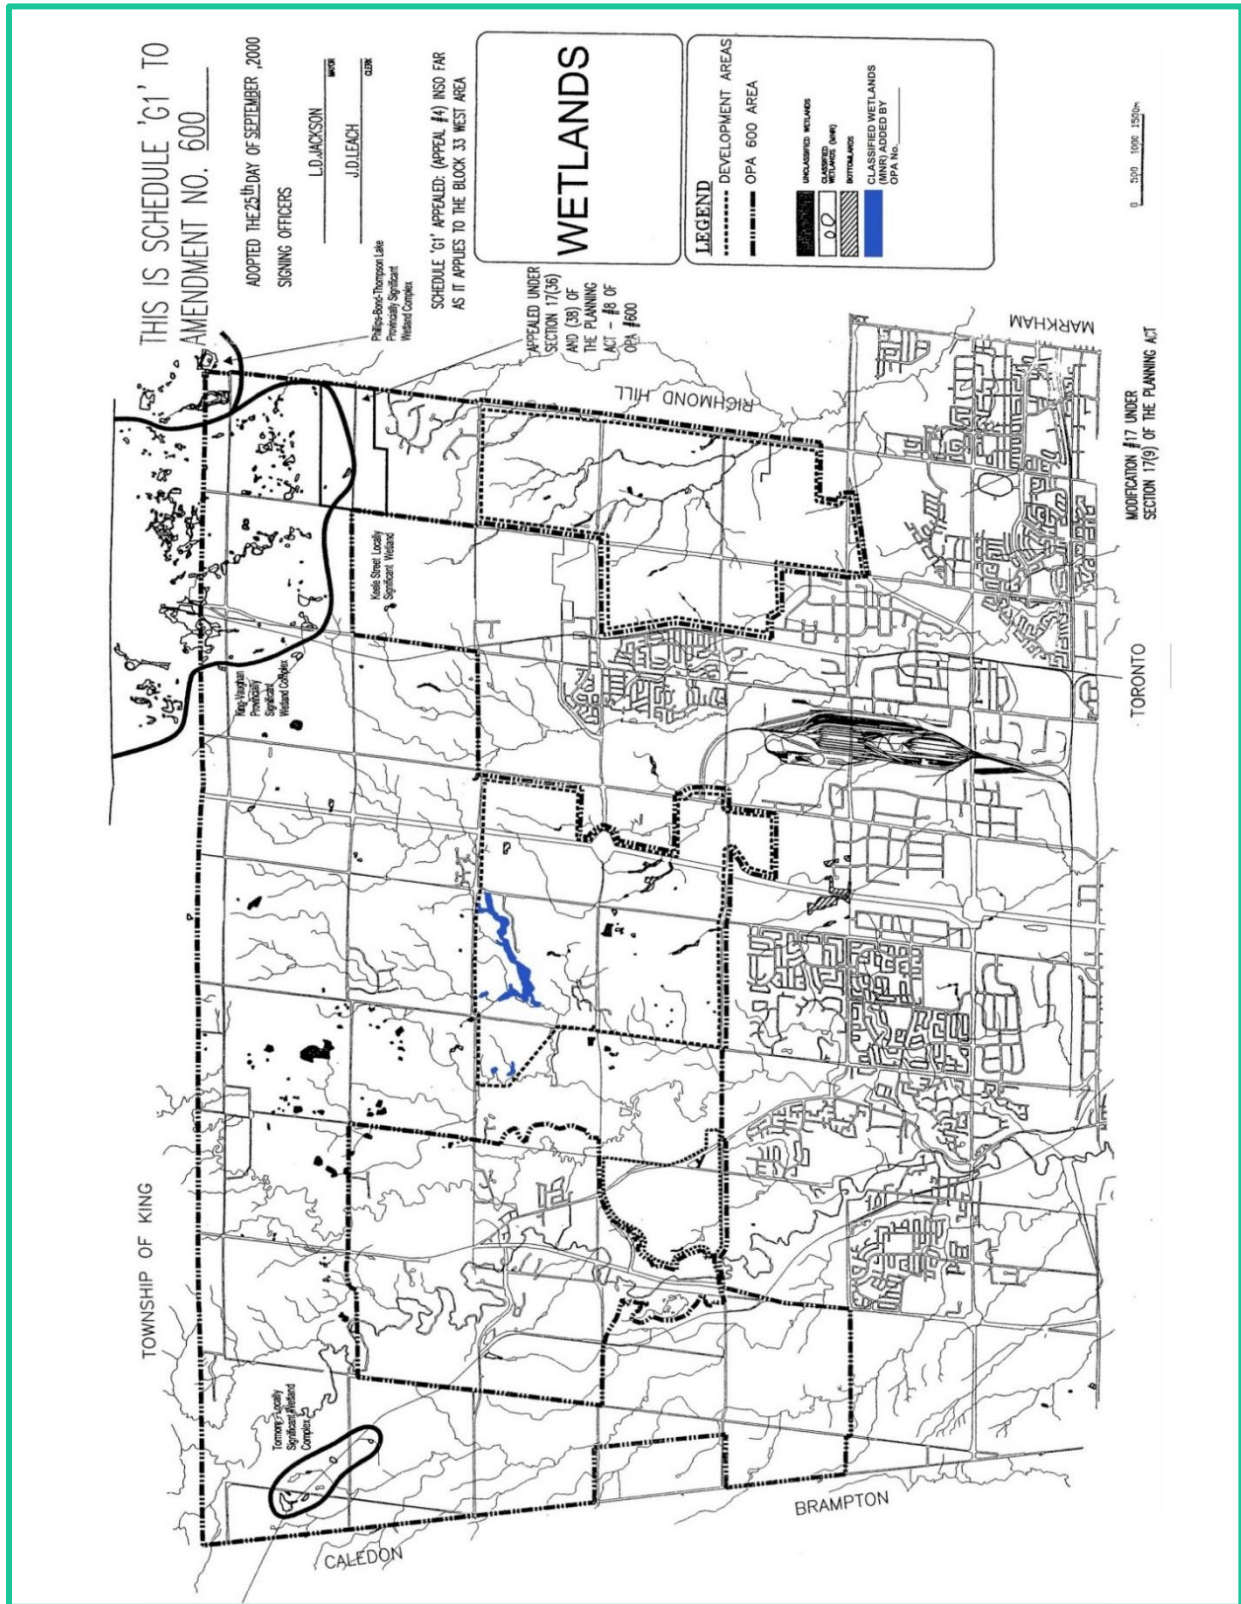 THIS IS SCHEDULE 'G1' TO
AMENDMENT NO. 600
ADOPTED THE 25th DAY OF SEPTEMBER ,2000
SIGNING OFFICERS
L.D.JACKSON
MAYOR
J.D.LEACH
CLERK
Phillips-Bond-Thompson Lake
Provincially Significant
Wetland Complex
SCHEDULE 'G1' APPEALED: (APPEAL #4) INSO FAR
AS IT APPLIES TO THE BLOCK 33 WEST AREA
WETLANDS
APPEALED UNDER
SECTION 17(36)
AND (38) OF
THE PLANNING
ACT - #8 OF
OPA #600
LEGEND
DEVELOPMENT AREAS
OPA 600 AREA
UNCLASSIFIED WETLANDS
CLASSIFIED
WETLANDS (MNR)
BOTTOMLANDS
CLASSIFIED WETLANDS
(MNR) ADDED BY
OPA No.
0 500 1000 1500m
TOWNSHIP OF KING
King-Vaughan
Provincially
Significant
Wetland Complex
Keele Street Locally
Significant Wetland
Tormore Locally
Significant Wetland
Complex
RICHMOND HILL
MARKHAM
TORONTO
BRAMPTON
CALEDON
MODIFICATION #17 UNDER
SECTION 17(9) OF THE PLANNING ACT